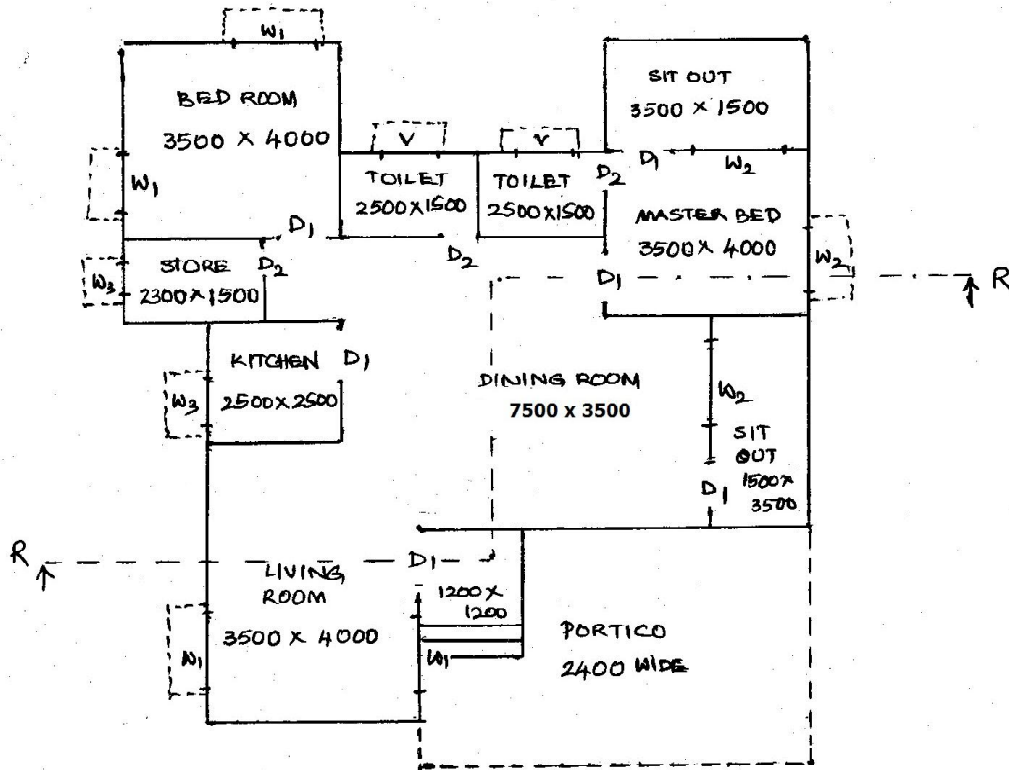 W1
BED ROOM
3500 X 4000
W1
SIT OUT
3500 X 1500
V
V
D1
W2
TOILET
2500X1500
TOILET
2500X1500
D2
MASTER BED
3500 X 4000
W2
D1
D2
D1
STORE
2300X1500
D2
W3
R
KITCHEN
2500X2500
D1
W3
DINING ROOM
7500 x 3500
W2
SIT
OUT
1500X
3500
D1
R
LIVING
ROOM
3500 X 4000
D1
1200X
1200
W1
W1
PORTICO
2400 WIDE